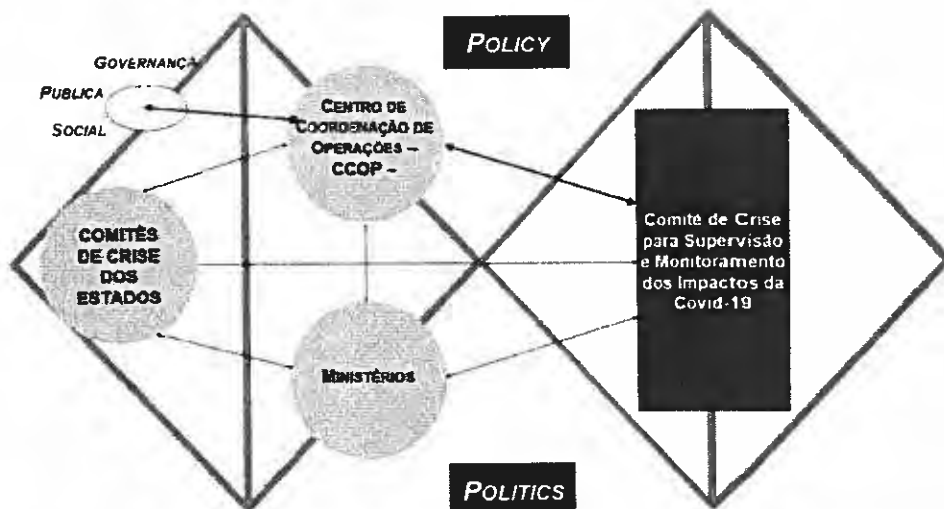 POLICY
GOVERNANÇA
PUBLICA
SOCIAL
CENTRO DE
COORDENAÇÃO DE
OPERAÇÕES –
CCOP –
COMITÊS
DE CRISE
DOS
ESTADOS
MINISTÉRIOS
Comitê de Crise
para Supervisão
e Monitoramento
dos Impactos da
Covid-19
POLITICS